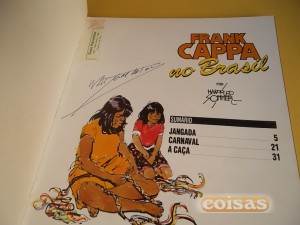 FRANK
CAPPA
no Brasil
POR
MANFRED
SOMMER
SUMÁRIO
JANGADA 5
CARNAVAL 21
A CAÇA 31
coisas